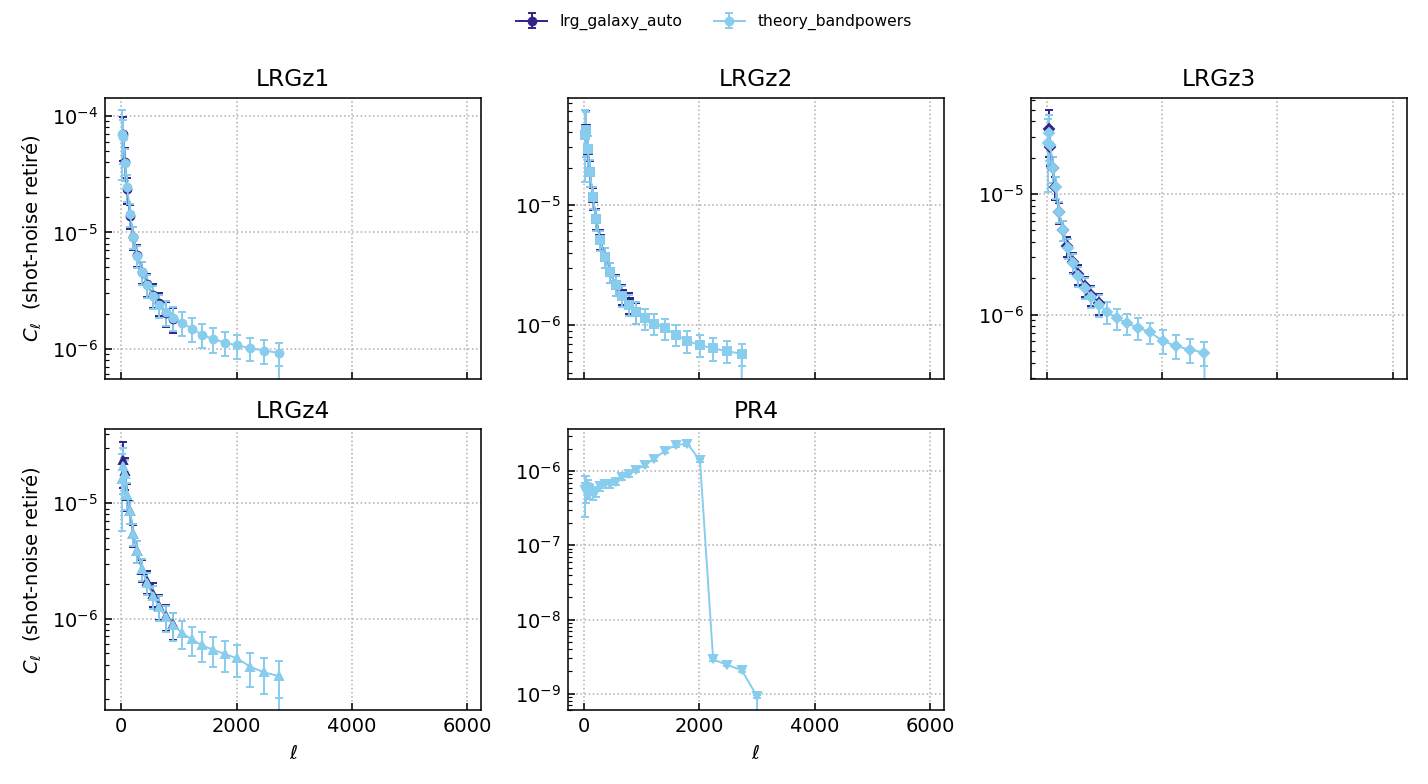 lrg_galaxy_auto theory_bandpowers
LRGz1 LRGz2 LRGz3
10⁻⁴
10⁻⁵
10⁻⁶
10⁻⁵
10⁻⁶
10⁻⁵
10⁻⁶
Cℓ (shot-noise retiré)
LRGz4 PR4
10⁻⁵
10⁻⁶
10⁻⁶
10⁻⁷
10⁻⁸
10⁻⁹
Cℓ (shot-noise retiré)
0 2000 4000 6000
0 2000 4000 6000
ℓ ℓ